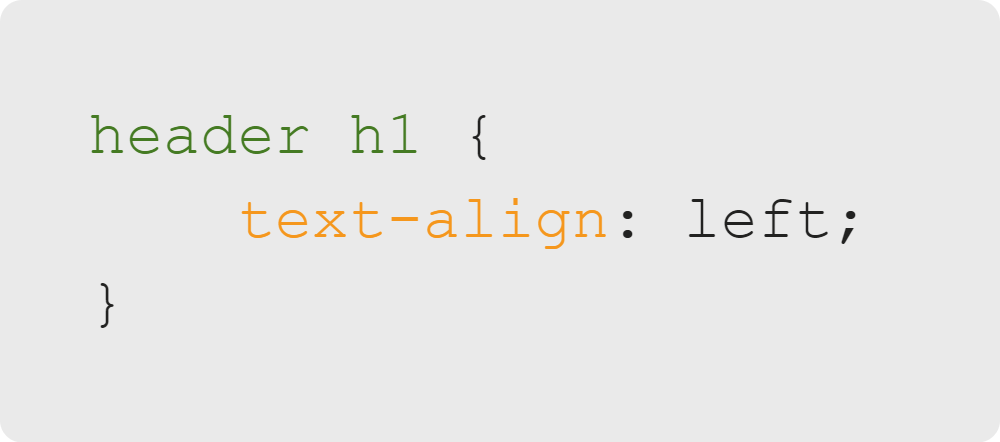 header h1 {
    text-align: left;
}